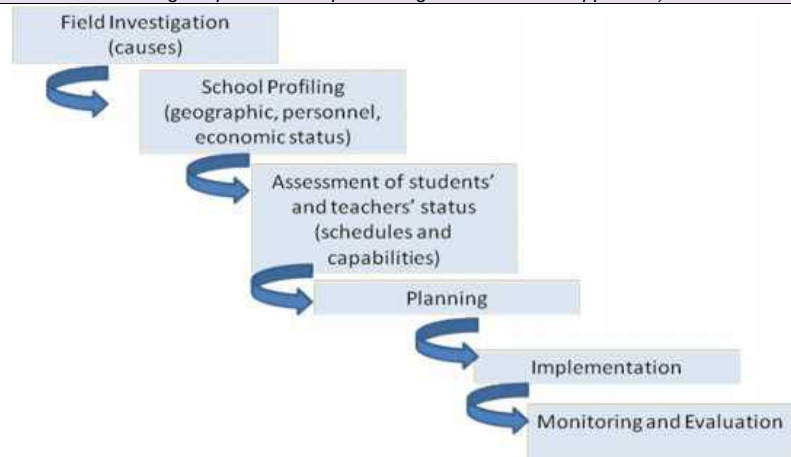 Field Investigation
(causes)
School Profiling
(geographic, personnel,
economic status)
Assessment of students'
and teachers' status
(schedules and
capabilities)
Planning
Implementation
Monitoring and Evaluation